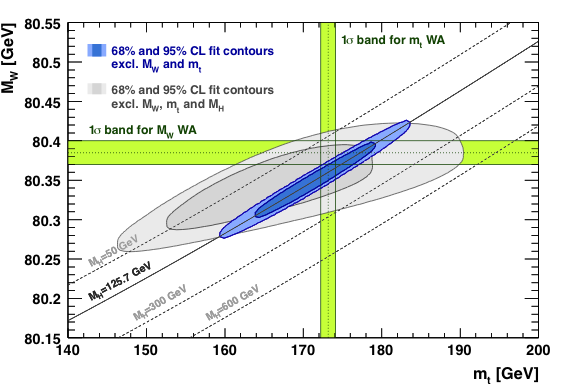 M_W [GeV]
80.55
80.5
80.45
80.4
80.35
80.3
80.25
80.2
80.15
68% and 95% CL fit contours
excl. M_W and m_t
68% and 95% CL fit contours
excl. M_W, m_t and M_H
1σ band for M_W WA
1σ band for m_t WA
M_H=50 GeV
M_H=125.7 GeV
M_H=300 GeV
M_H=600 GeV
140 150 160 170 180 190 200
m_t [GeV]